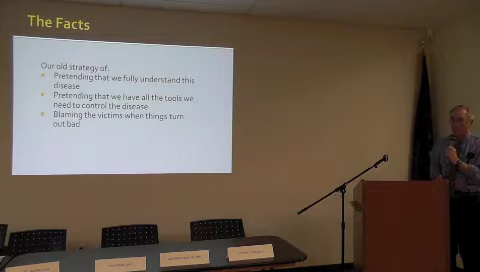 The Facts
Our old strategy of:
Pretending that we fully understand this
disease
Pretending that we have all the tools we
need to control the disease
Blaming the victims when things turn
out bad